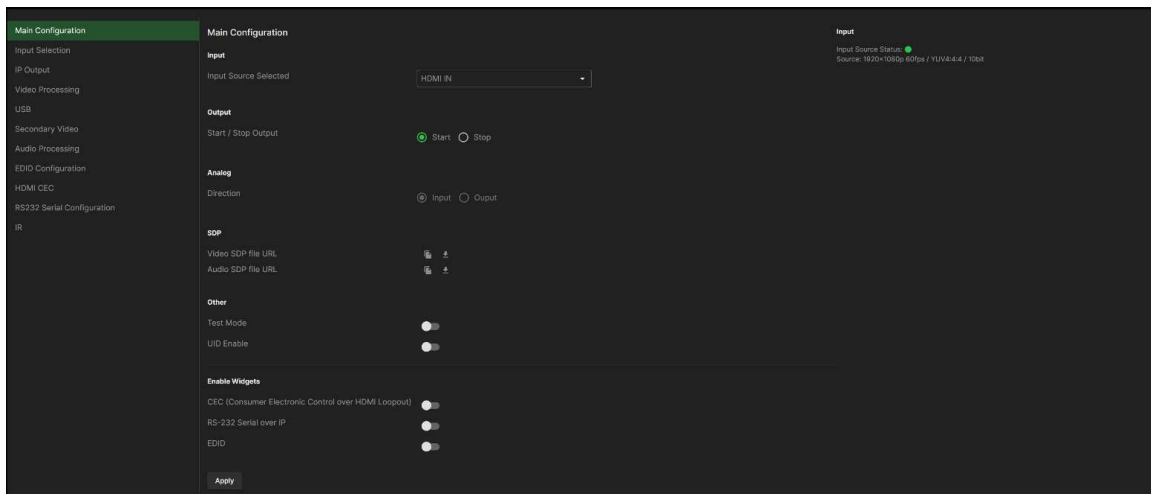 Main Configuration
Input Selection
IP Output
Video Processing
USB
Secondary Video
Audio Processing
EDID Configuration
HDMI CEC
RS232 Serial Configuration
IR
Main Configuration
Input
Input Source Selected
HDMI IN
Output
Start / Stop Output
Start
Stop
Analog
Direction
Input
Ouput
SDP
Video SDP file URL
Audio SDP file URL
Other
Test Mode
UID Enable
Enable Widgets
CEC (Consumer Electronic Control over HDMI Loopout)
RS-232 Serial over IP
EDID
Apply
Input
Input Source Status:
Source: 1920x1080p 60fps / YUV4:4:4 / 10bit